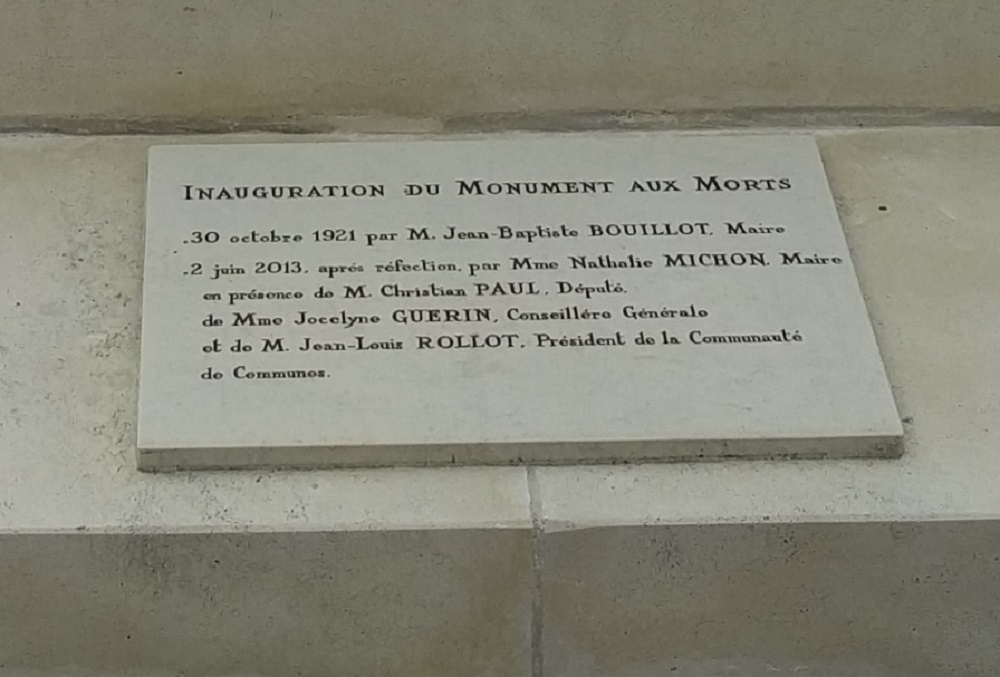 INAUGURATION DU MONUMENT AUX MORTS
.30 octobre 1921 par M. Jean-Baptiste BOUILLOT, Maire
.2 juin 2013, aprés réfection, par Mme Nathalie MICHON, Maire
en présence de M. Christian PAUL, Député,
de Mme Jocelyne GUERIN, Conseillére Générale
et de M. Jean-Louis ROLLOT, Président de la Communauté
de Communes.